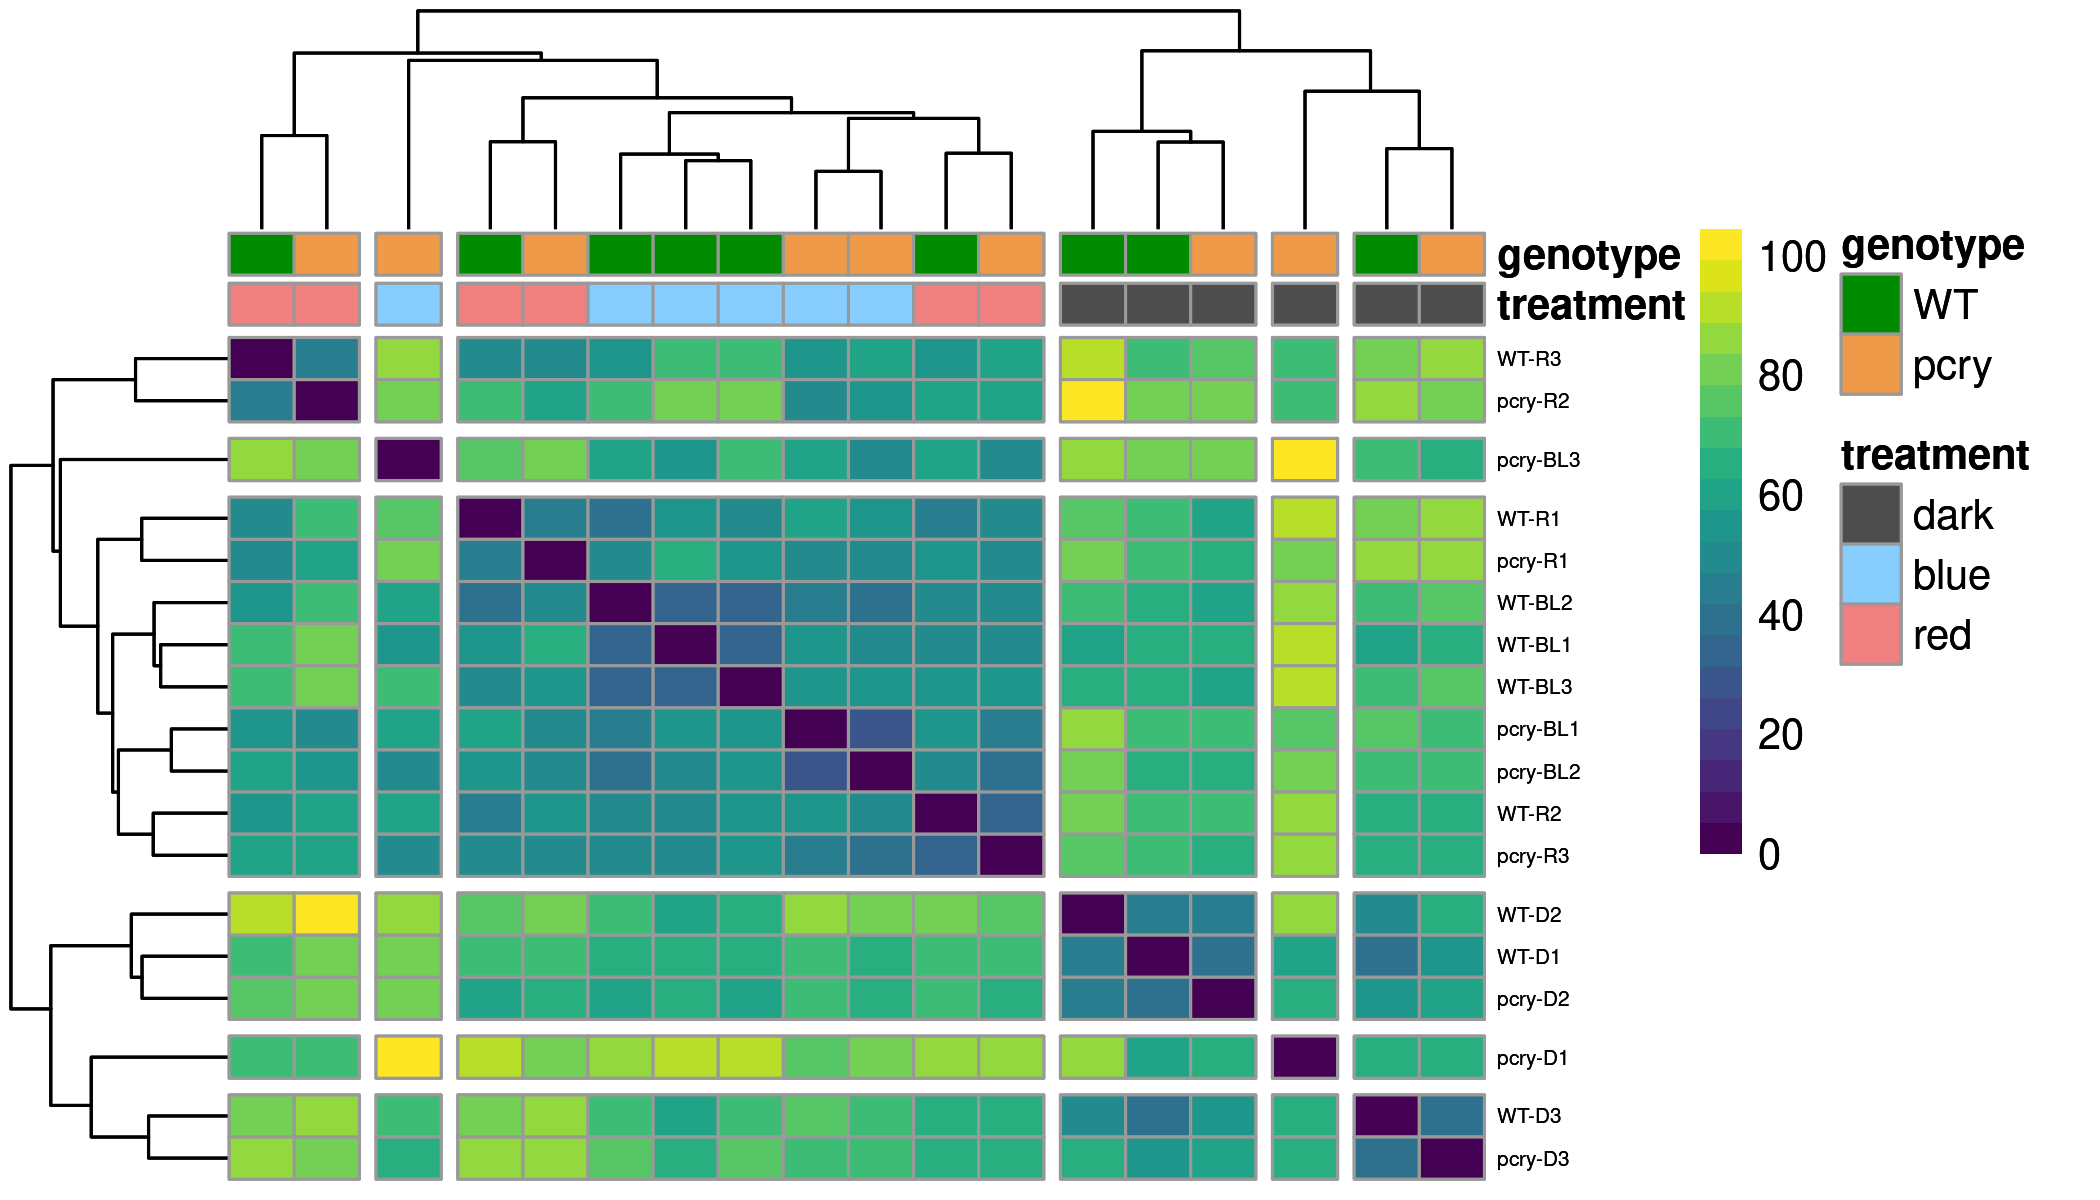 genotype
treatment
WT-R3
pcry-R2
pcry-BL3
WT-R1
pcry-R1
WT-BL2
WT-BL1
WT-BL3
pcry-BL1
pcry-BL2
WT-R2
pcry-R3
WT-D2
WT-D1
pcry-D2
pcry-D1
WT-D3
pcry-D3
100
80
60
40
20
0
genotype
WT
pcry
treatment
dark
blue
red